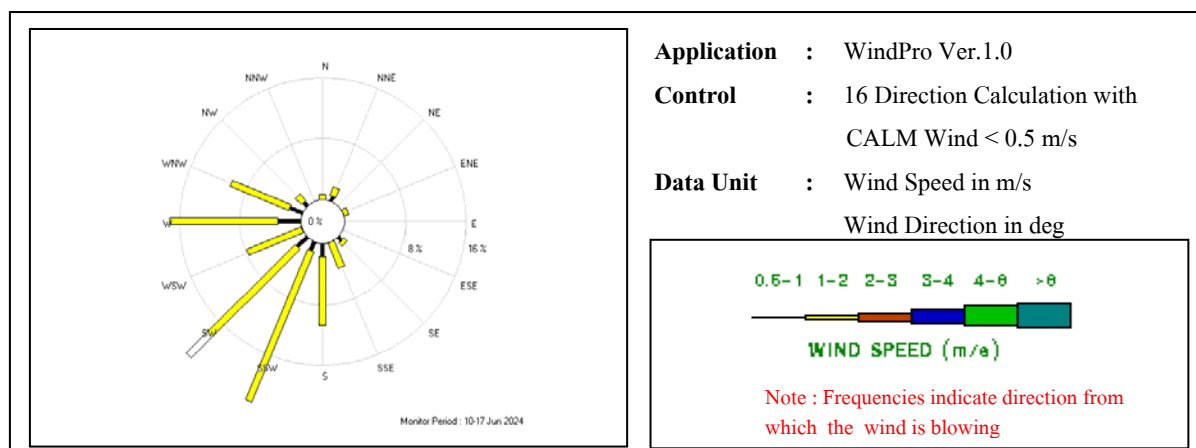 N
NNW
NNE
NW
NE
WNW
ENE
W
0 %
E
8 %
16 %
WSW
ESE
SW
SE
SSW
SSE
S
Monitor Period : 10-17 Jun 2024
Application : WindPro Ver.1.0
Control : 16 Direction Calculation with
CALM Wind < 0.5 m/s
Data Unit : Wind Speed in m/s
Wind Direction in deg
0.5-1 1-2 2-3 3-4 4-6 >6
WIND SPEED (m/s)
Note : Frequencies indicate direction from
which the wind is blowing